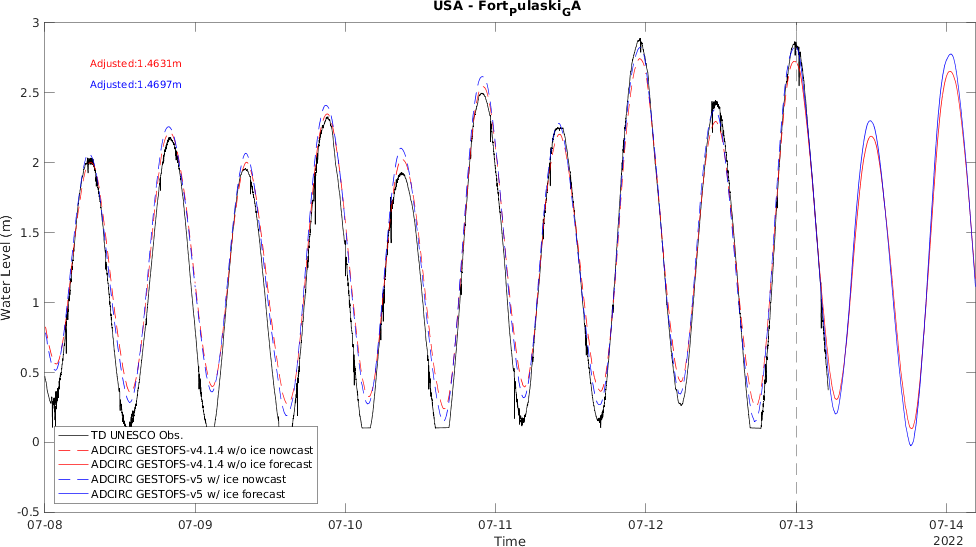 USA - FortPulaskiGA
3
Adjusted:1.4631m
Adjusted:1.4697m
2.5
2
1.5
1
0.5
0
-0.5
Water Level (m)
TD UNESCO Obs.
ADCIRC GESTOFS-v4.1.4 w/o ice nowcast
ADCIRC GESTOFS-v4.1.4 w/o ice forecast
ADCIRC GESTOFS-v5 w/ ice nowcast
ADCIRC GESTOFS-v5 w/ ice forecast
07-08 07-09 07-10 07-11 07-12 07-13 07-14
Time
2022